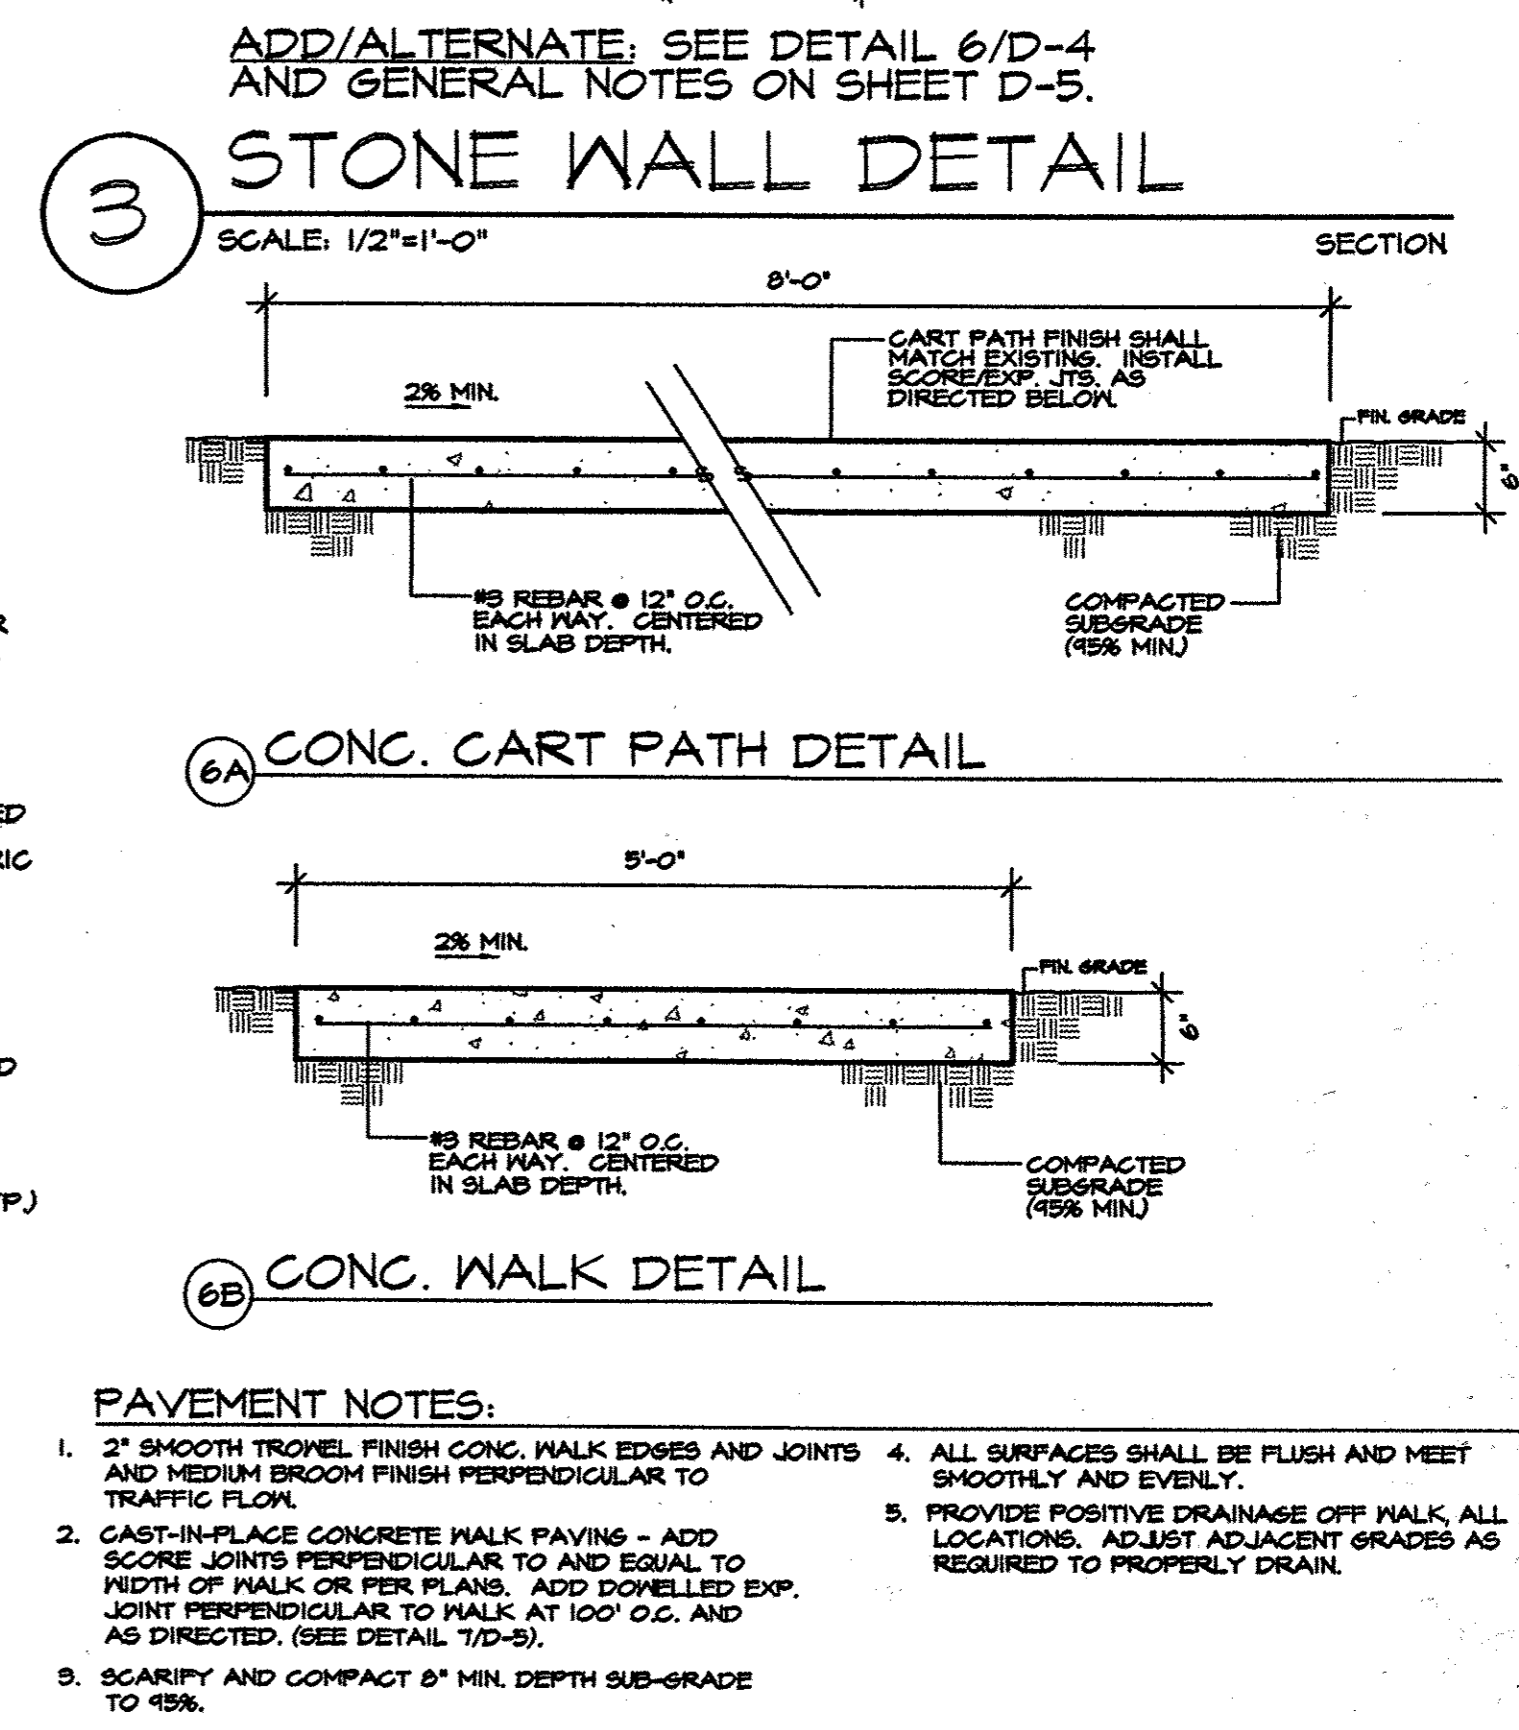 ADD/ALTERNATE: SEE DETAIL 6/D-4
AND GENERAL NOTES ON SHEET D-5.
3
STONE WALL DETAIL
SCALE: 1/2"=1'-0"
SECTION
8'-0"
CART PATH FINISH SHALL
MATCH EXISTING. INSTALL
SCORE/EXP. JTS. AS
DIRECTED BELOW.
2% MIN.
FIN. GRADE
6"
#3 REBAR @ 12" O.C.
EACH WAY. CENTERED
IN SLAB DEPTH.
COMPACTED
SUBGRADE
(95% MIN.)
R
6A
CONC. CART PATH DETAIL
ED
RIC
5'-0"
2% MIN.
FIN. GRADE
6"
D
#3 REBAR @ 12" O.C.
EACH WAY. CENTERED
IN SLAB DEPTH.
COMPACTED
SUBGRADE
(95% MIN.)
TP.)
6B
CONC. WALK DETAIL
PAVEMENT NOTES:
1. 2" SMOOTH TROWEL FINISH CONC. WALK EDGES AND JOINTS
AND MEDIUM BROOM FINISH PERPENDICULAR TO
TRAFFIC FLOW.
2. CAST-IN-PLACE CONCRETE WALK PAVING - ADD
SCORE JOINTS PERPENDICULAR TO AND EQUAL TO
WIDTH OF WALK OR PER PLANS. ADD DOWELLED EXP.
JOINT PERPENDICULAR TO WALK AT 100' O.C. AND
AS DIRECTED. (SEE DETAIL 7/D-5).
3. SCARIFY AND COMPACT 8" MIN. DEPTH SUB-GRADE
TO 95%.
4. ALL SURFACES SHALL BE FLUSH AND MEET
SMOOTHLY AND EVENLY.
5. PROVIDE POSITIVE DRAINAGE OFF WALK, ALL
LOCATIONS. ADJUST ADJACENT GRADES AS
REQUIRED TO PROPERLY DRAIN.